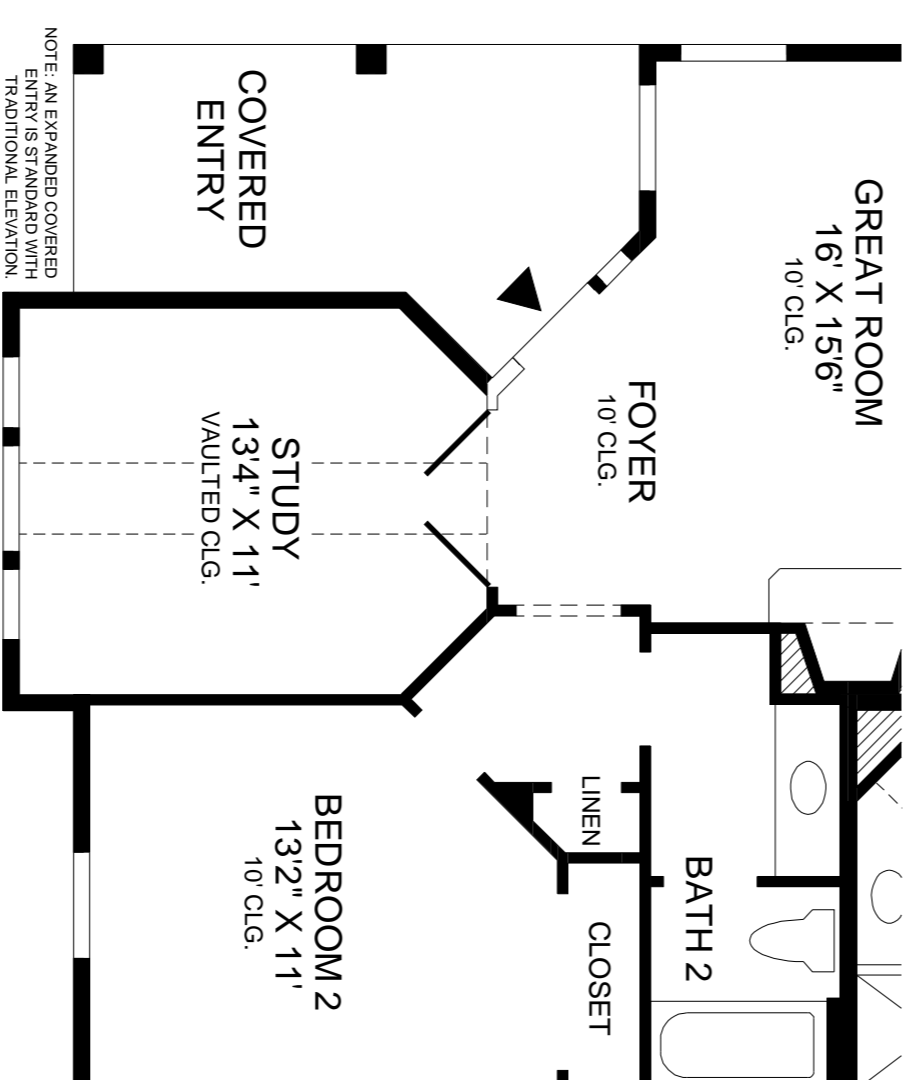 GREAT ROOM
16' X 15'6"
10' CLG.
COVERED
ENTRY
FOYER
10' CLG.
NOTE: AN EXPANDED COVERED
ENTRY IS STANDARD WITH
TRADITIONAL ELEVATION.
STUDY
13'4" X 11'
VAULTED CLG.
LINEN
BATH 2
BEDROOM 2
13'2" X 11'
10' CLG.
CLOSET